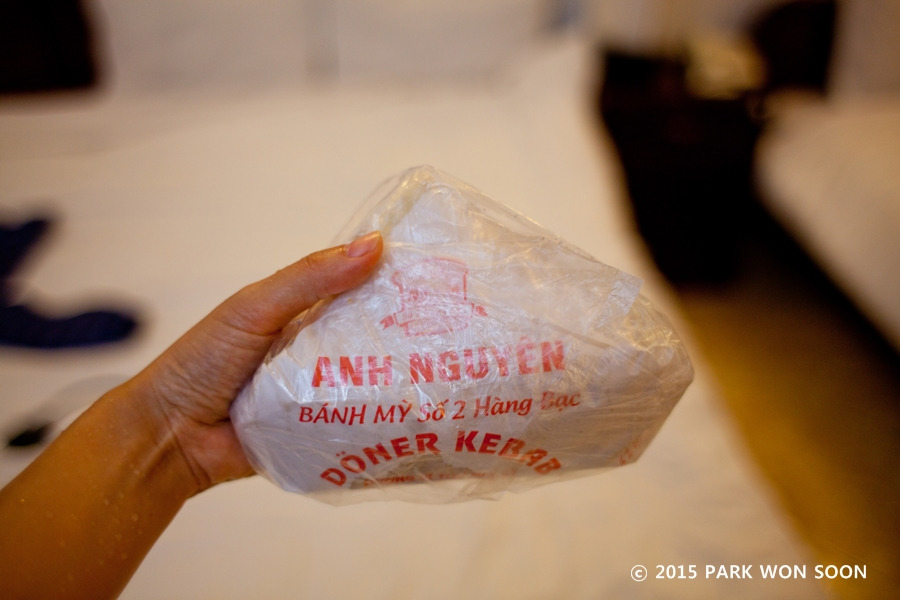 ANH NGUYÊN
BÁNH MỲ Số 2 Hàng Bạc
DÖNER KEBAB
© 2015 PARK WON SOON